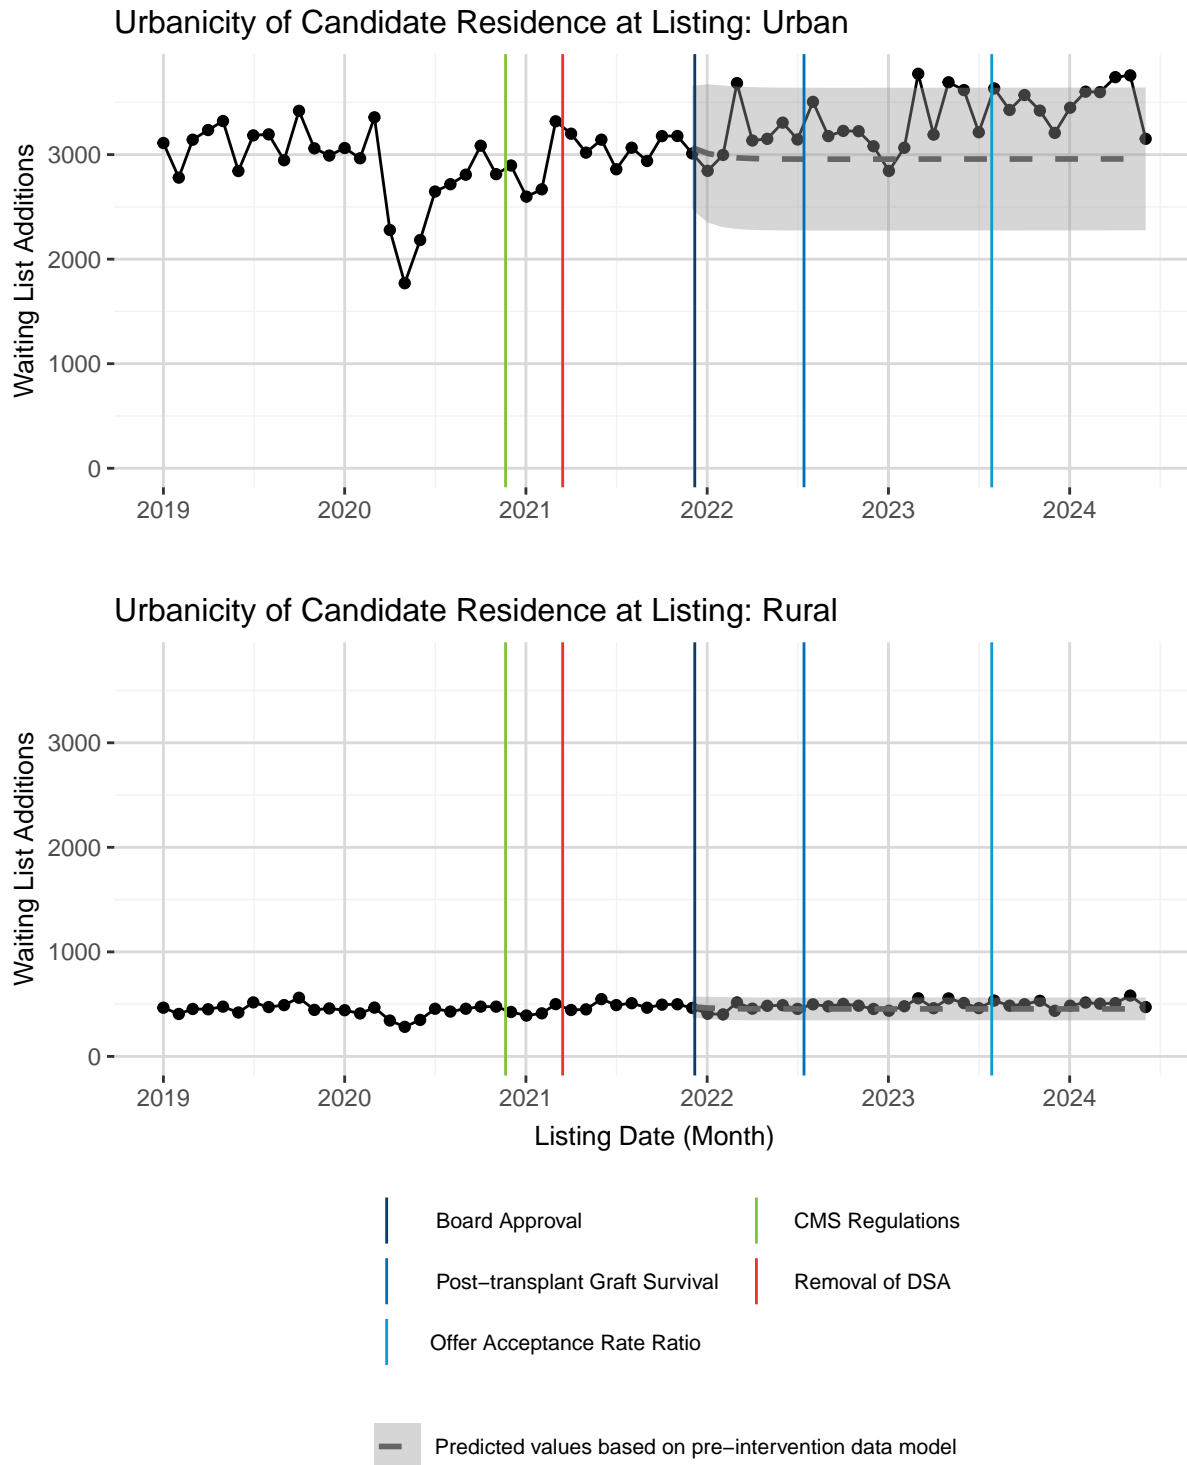 Urbanicity of Candidate Residence at Listing: Urban
Waiting List Additions
3000
2000
1000
0
2019 2020 2021 2022 2023 2024
Urbanicity of Candidate Residence at Listing: Rural
Waiting List Additions
3000
2000
1000
0
2019 2020 2021 2022 2023 2024
Listing Date (Month)
Board Approval CMS Regulations
Post−transplant Graft Survival Removal of DSA
Offer Acceptance Rate Ratio
Predicted values based on pre−intervention data model